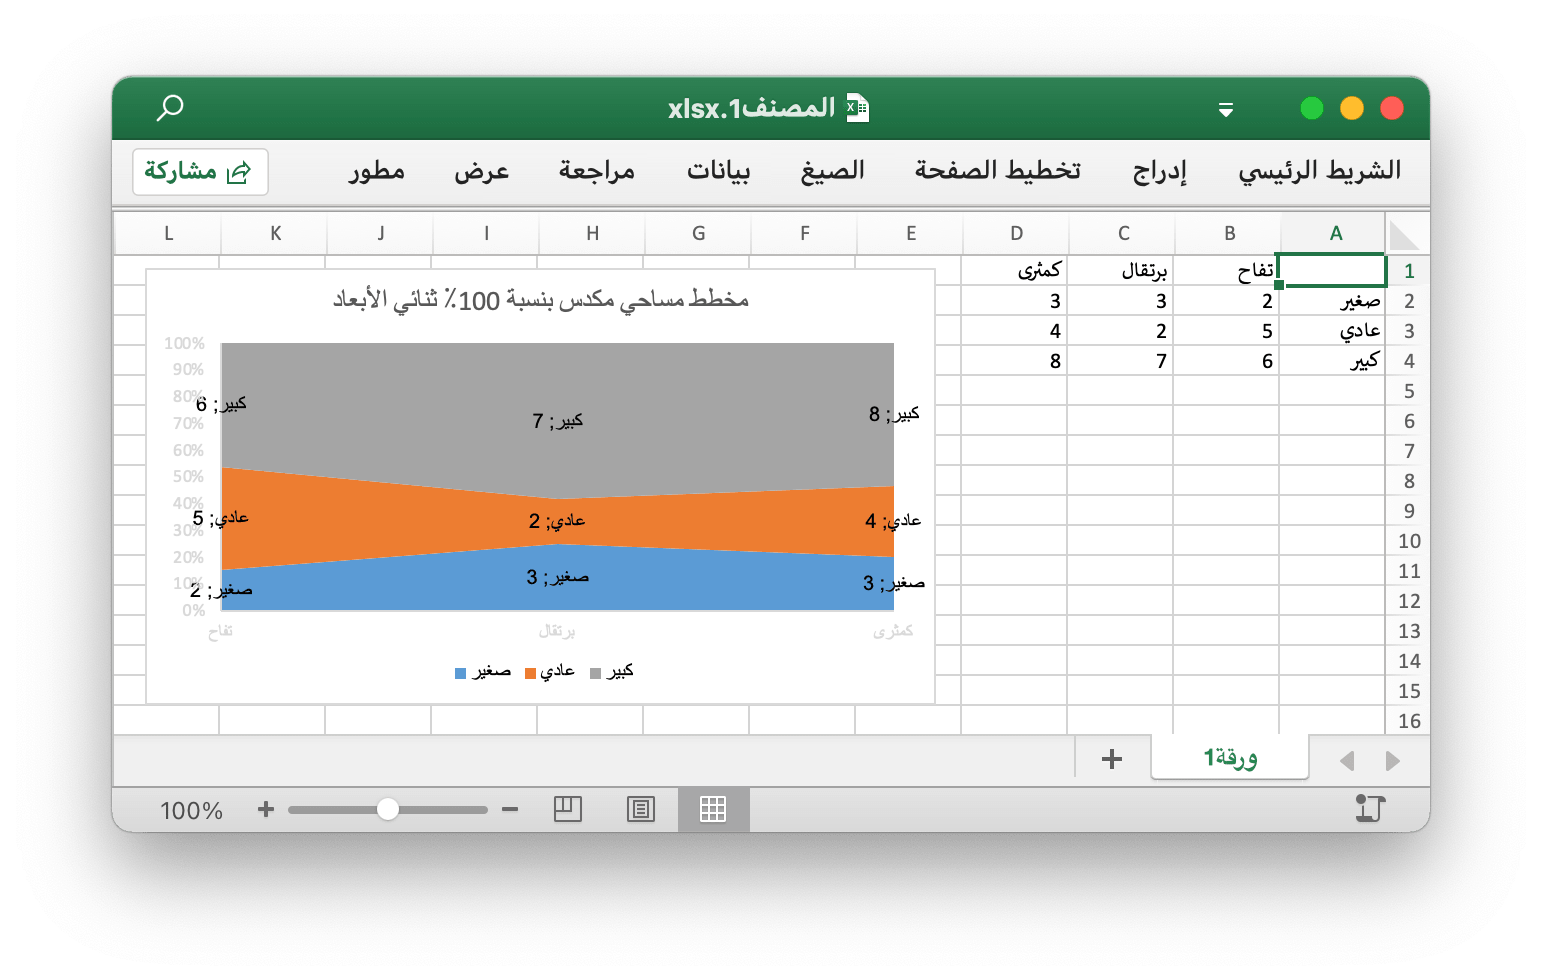 المصنف1.xlsx
الشريط الرئيسي إدراج تخطيط الصفحة الصيغ بيانات مراجعة عرض مطور مشاركة
A B C D E F G H I J K L
1 تفاح برتقال كمثرى
2 صغير 2 3 3
3 عادي 5 2 4
4 كبير 6 7 8
5
6
7
8
9
10
11
12
13
14
15
16
مخطط مساحي مكدس بنسبة 100٪ ثنائي الأبعاد
100%
90%
80%
70%
60%
50%
40%
30%
20%
10%
0%
كبير; 6 كبير; 7 كبير; 8
عادي; 5 عادي; 2 عادي; 4
صغير; 2 صغير; 3 صغير; 3
تفاح برتقال كمثرى
صغير عادي كبير
ورقة1
100%